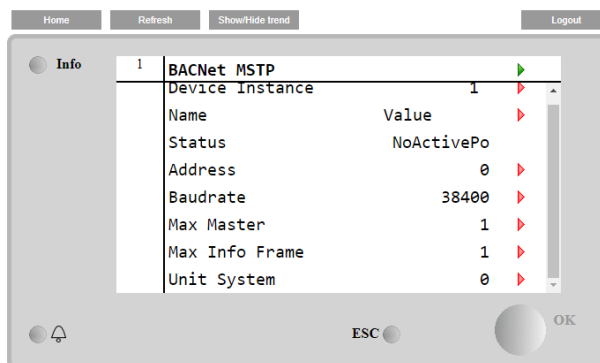 Home Refresh Show/Hide trend Logout
Info
1 BACNet MSTP
Device Instance 1
Name Value
Status NoActivePo
Address 0
Baudrate 38400
Max Master 1
Max Info Frame 1
Unit System 0
ESC OK